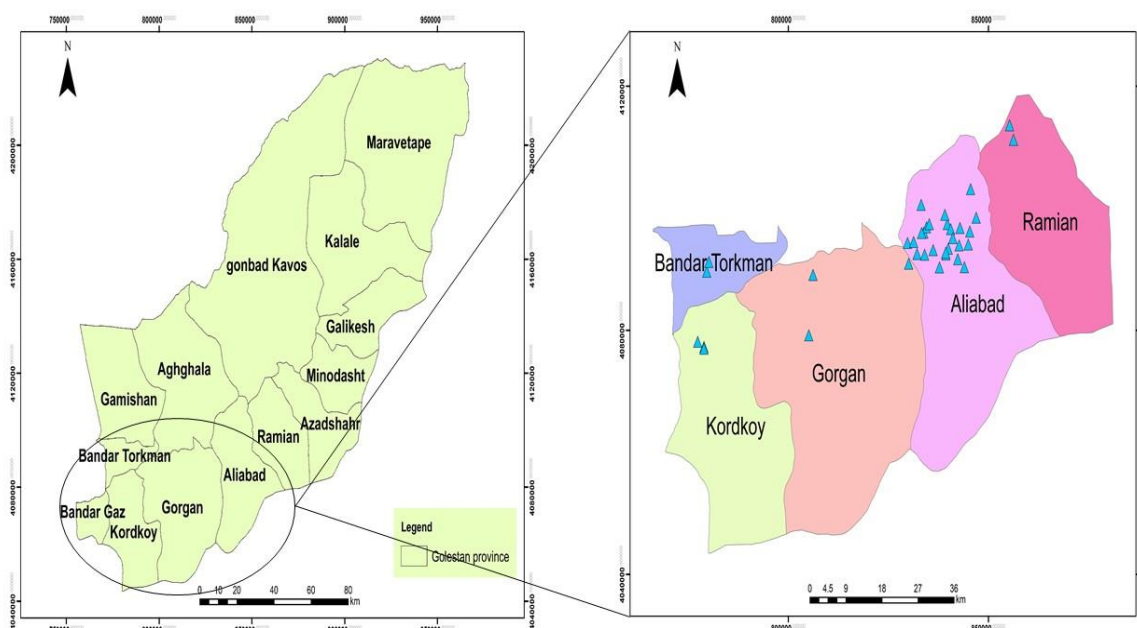 750000 800000 850000 900000 950000
N
4200000
4160000
4120000
4080000
4040000
Maravetape
Kalale
gonbad Kavos
Galikesh
Aghghala
Minodasht
Gamishan
Azadshahr
Ramian
Bandar Torkman
Aliabad
Bandar Gaz
Gorgan
Kordkoy
Legend
Golestan province
0 10 20 40 60 80
km
800000 850000
N
4120000
4080000
4040000
Ramian
Bandar Torkman
Aliabad
Gorgan
Kordkoy
0 4.5 9 18 27 36
km
800000 850000